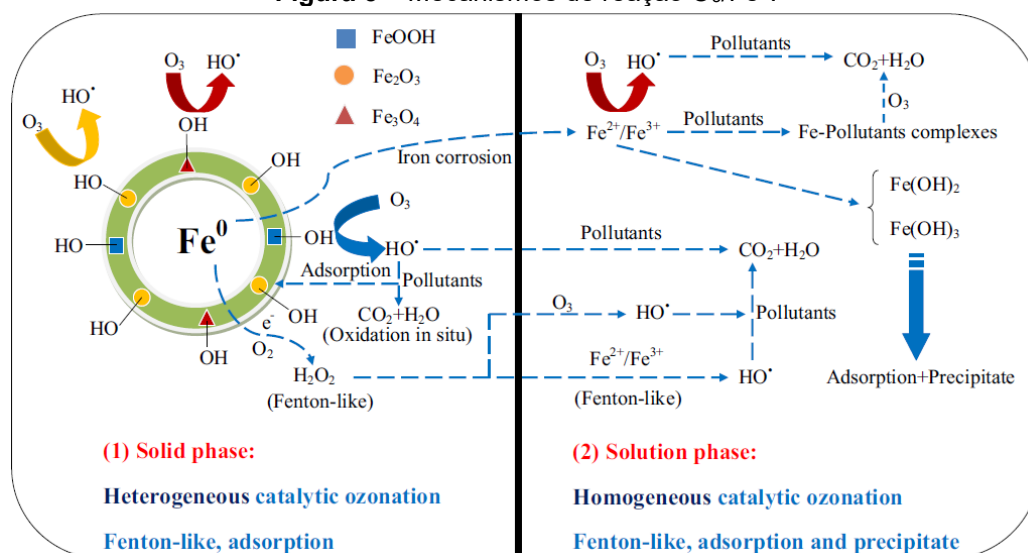 FeOOH
Fe₂O₃
Fe₃O₄
O₃
HO•
O₃
HO•
OH
OH
HO
HO
Fe⁰
OH
O₃
Iron corrosion
HO•
Adsorption
Pollutants
CO₂+H₂O
(Oxidation in situ)
HO
OH
OH
e⁻
O₂
H₂O₂
(Fenton-like)
(1) Solid phase:
Heterogeneous catalytic ozonation
Fenton-like, adsorption
O₃
HO•
Pollutants
CO₂+H₂O
O₃
Fe²⁺/Fe³⁺
Pollutants
Fe-Pollutants complexes
Fe(OH)₂
Fe(OH)₃
Pollutants
CO₂+H₂O
O₃
HO•
Pollutants
Fe²⁺/Fe³⁺
HO•
(Fenton-like)
Adsorption+Precipitate
(2) Solution phase:
Homogeneous catalytic ozonation
Fenton-like, adsorption and precipitate